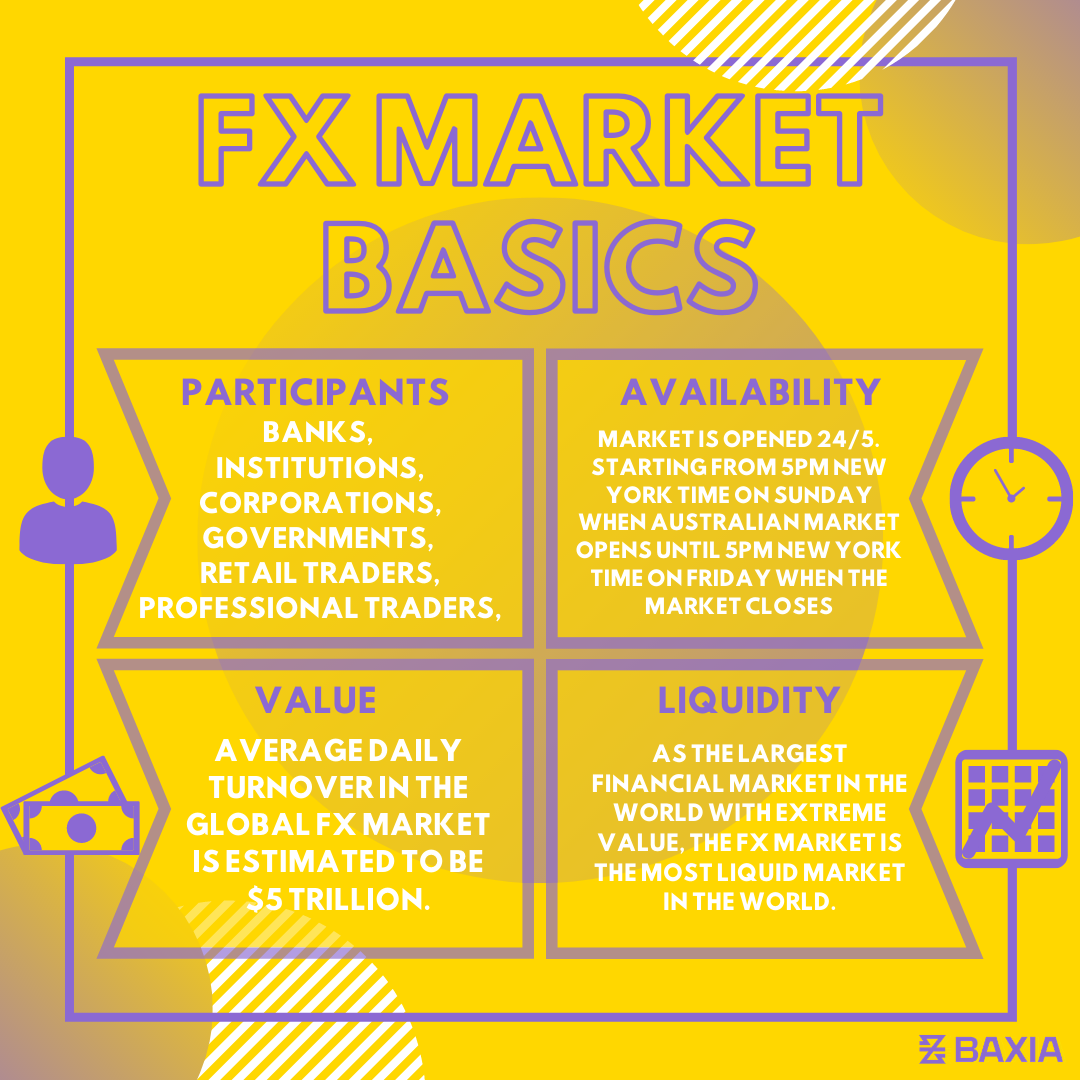 FX MARKET
BASICS
PARTICIPANTS
BANKS,
INSTITUTIONS,
CORPORATIONS,
GOVERNMENTS,
RETAIL TRADERS,
PROFESSIONAL TRADERS,
AVAILABILITY
MARKET IS OPENED 24/5.
STARTING FROM 5PM NEW
YORK TIME ON SUNDAY
WHEN AUSTRALIAN MARKET
OPENS UNTIL 5PM NEW YORK
TIME ON FRIDAY WHEN THE
MARKET CLOSES
VALUE
AVERAGE DAILY
TURNOVER IN THE
GLOBAL FX MARKET
IS ESTIMATED TO BE
$5 TRILLION.
LIQUIDITY
AS THE LARGEST
FINANCIAL MARKET IN THE
WORLD WITH EXTREME
VALUE, THE FX MARKET IS
THE MOST LIQUID MARKET
IN THE WORLD.
BAXIA